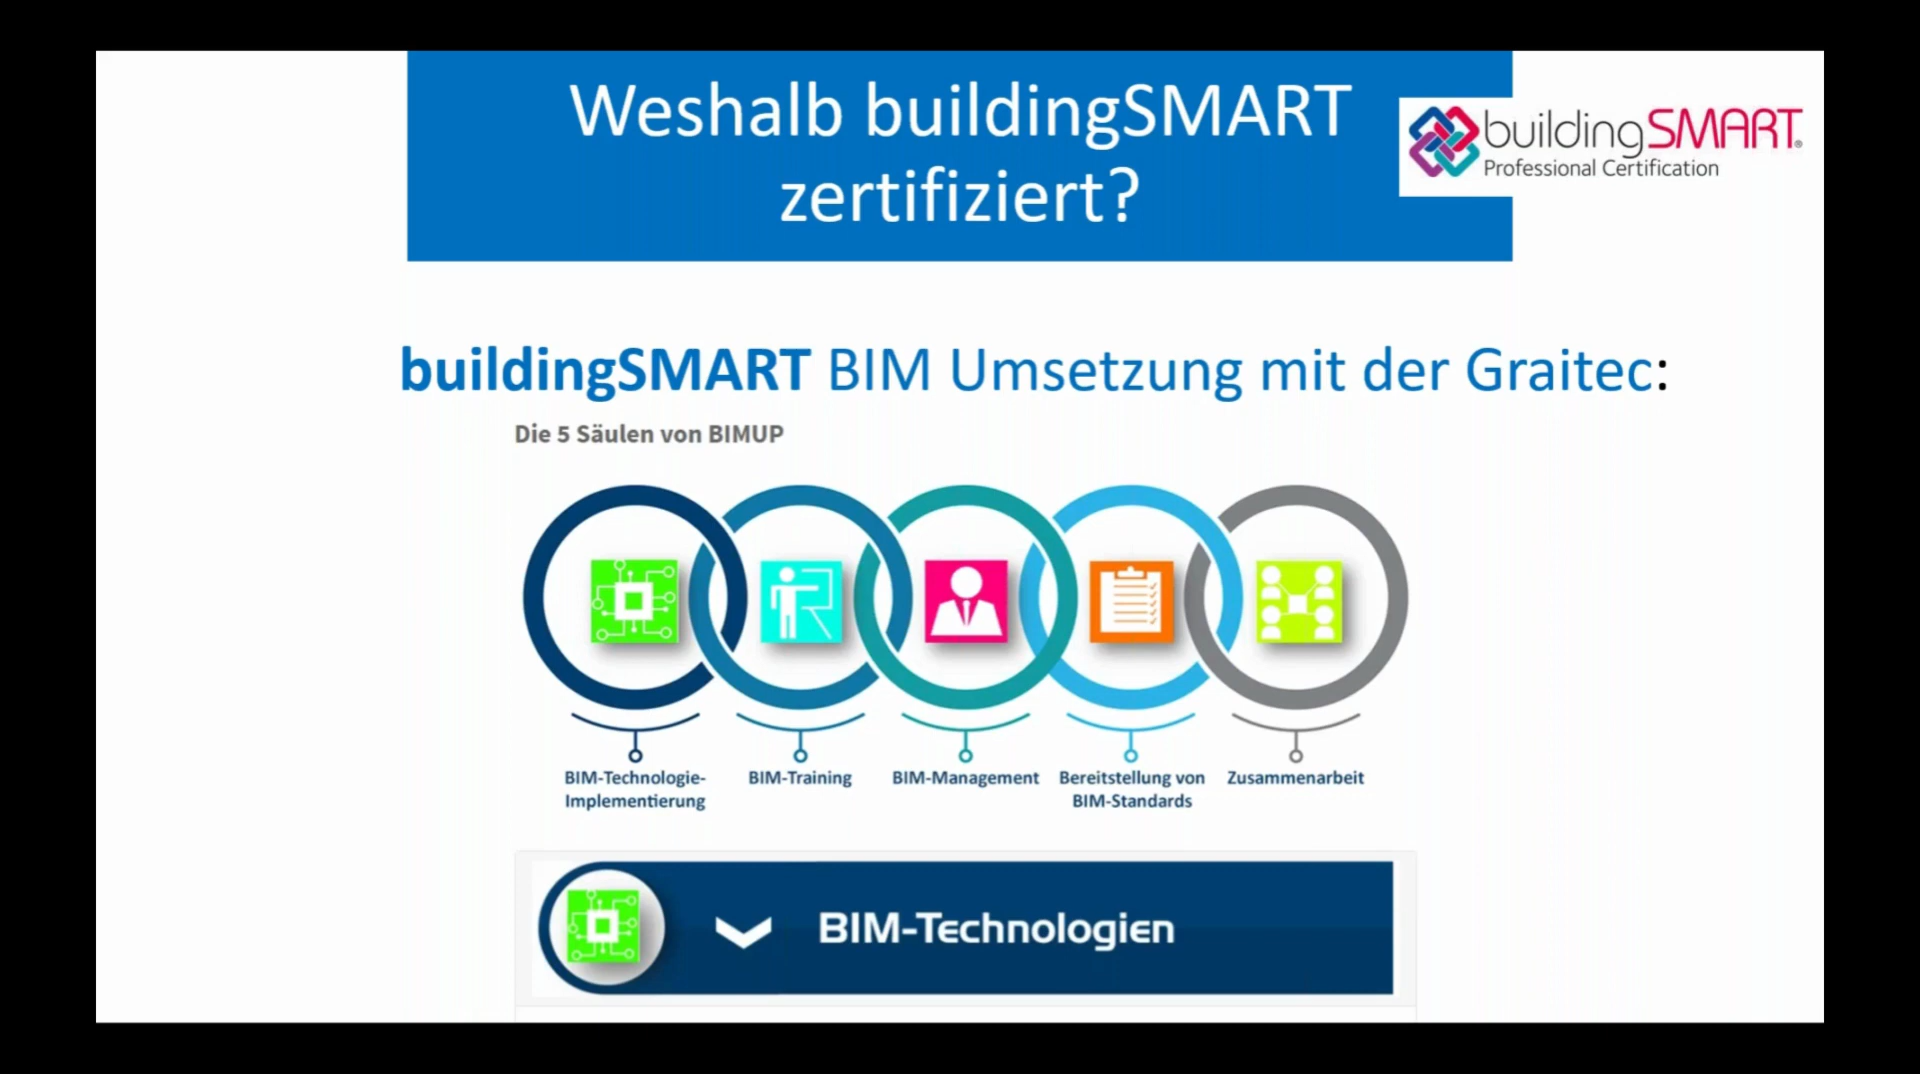 Weshalb buildingSMART
zertifiziert?
buildingSMART®
Professional Certification
buildingSMART BIM Umsetzung mit der Graitec:
Die 5 Säulen von BIMUP
BIM-Technologie-
Implementierung
BIM-Training
BIM-Management
Bereitstellung von
BIM-Standards
Zusammenarbeit
BIM-Technologien